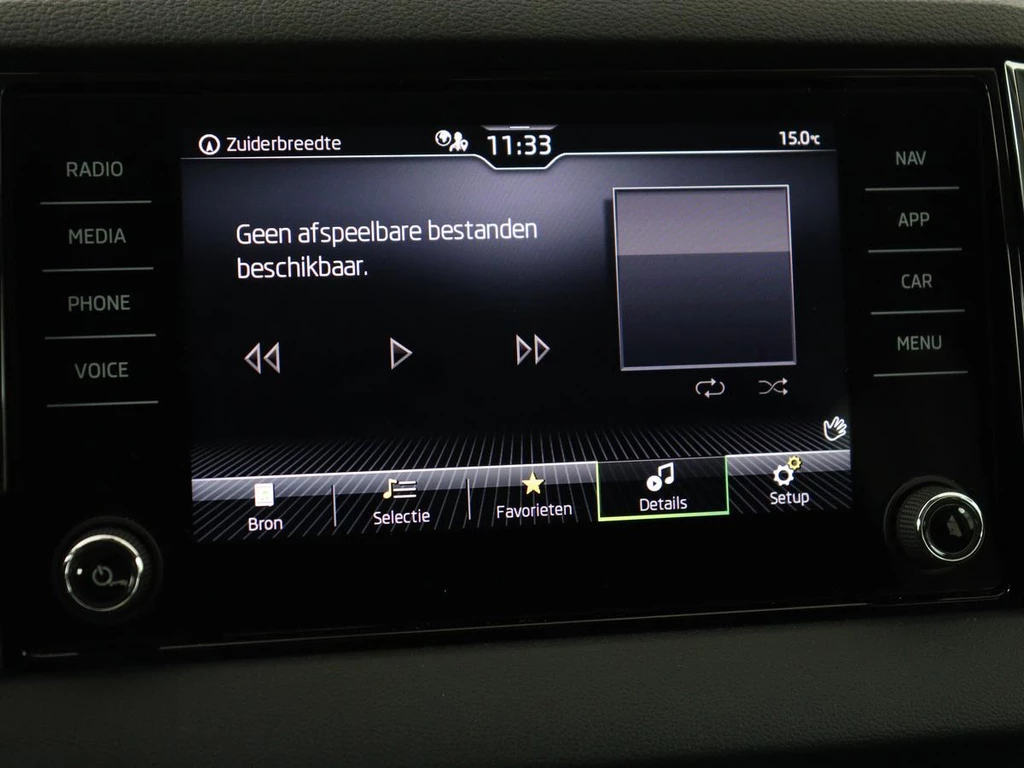 Zuiderbreedte
11:33
15.0°C
RADIO
MEDIA
PHONE
VOICE
Geen afspeelbare bestanden
beschikbaar.
NAV
APP
CAR
MENU
Bron
Selectie
Favorieten
Details
Setup